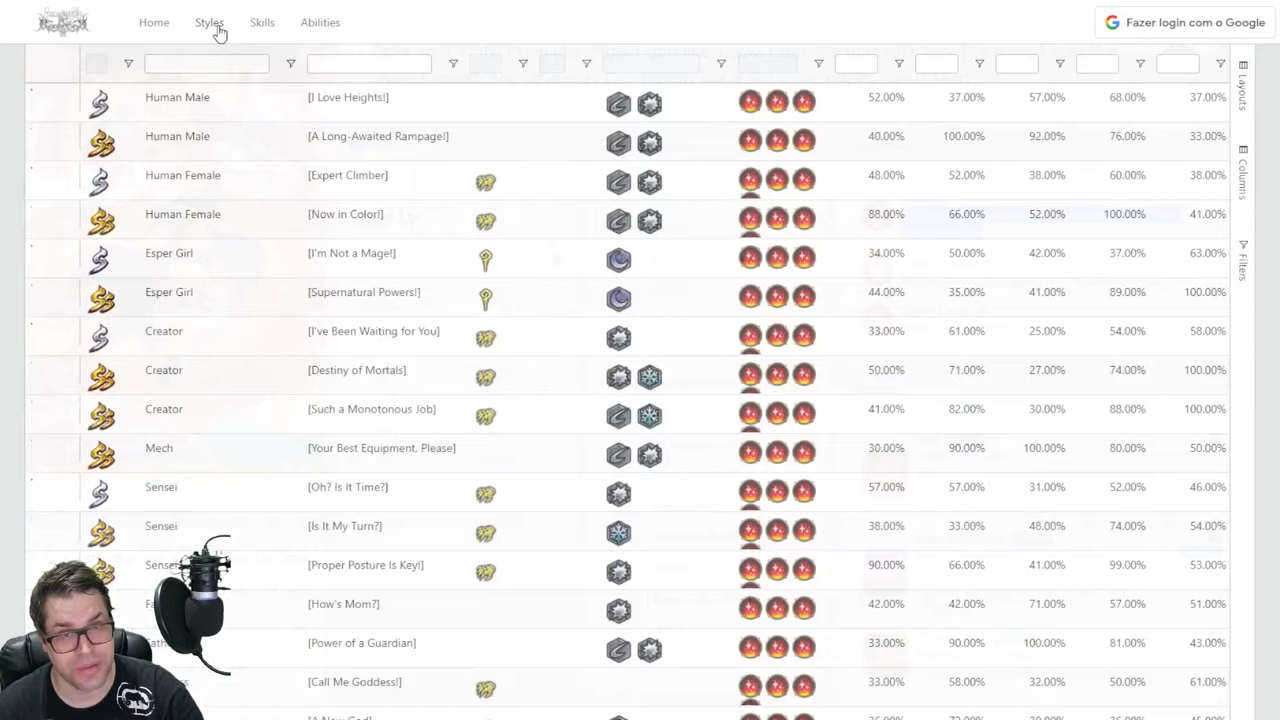 Home Styles Skills Abilities
Fazer login com o Google
Layouts
Columns
Filters
Human Male [I Love Heights!] 52.00% 37.00% 57.00% 68.00% 37.00%
Human Male [A Long-Awaited Rampage!] 40.00% 100.00% 92.00% 76.00% 33.00%
Human Female [Expert Climber] 48.00% 52.00% 38.00% 60.00% 38.00%
Human Female [Now in Color!] 88.00% 66.00% 52.00% 100.00% 41.00%
Esper Girl [I'm Not a Mage!] 34.00% 50.00% 42.00% 37.00% 63.00%
Esper Girl [Supernatural Powers!] 44.00% 35.00% 41.00% 89.00% 100.00%
Creator [I've Been Waiting for You] 33.00% 61.00% 25.00% 54.00% 58.00%
Creator [Destiny of Mortals] 50.00% 71.00% 27.00% 74.00% 100.00%
Creator [Such a Monotonous Job] 41.00% 82.00% 30.00% 88.00% 100.00%
Mech [Your Best Equipment, Please] 30.00% 90.00% 100.00% 80.00% 50.00%
Sensei [Oh? Is It Time?] 57.00% 57.00% 31.00% 52.00% 46.00%
Sensei [Is It My Turn?] 38.00% 33.00% 48.00% 74.00% 54.00%
Sensei [Proper Posture Is Key!] 90.00% 66.00% 41.00% 99.00% 53.00%
[How's Mom?] 42.00% 42.00% 71.00% 57.00% 51.00%
[Power of a Guardian] 33.00% 90.00% 100.00% 81.00% 43.00%
[Call Me Goddess!] 33.00% 58.00% 32.00% 50.00% 61.00%